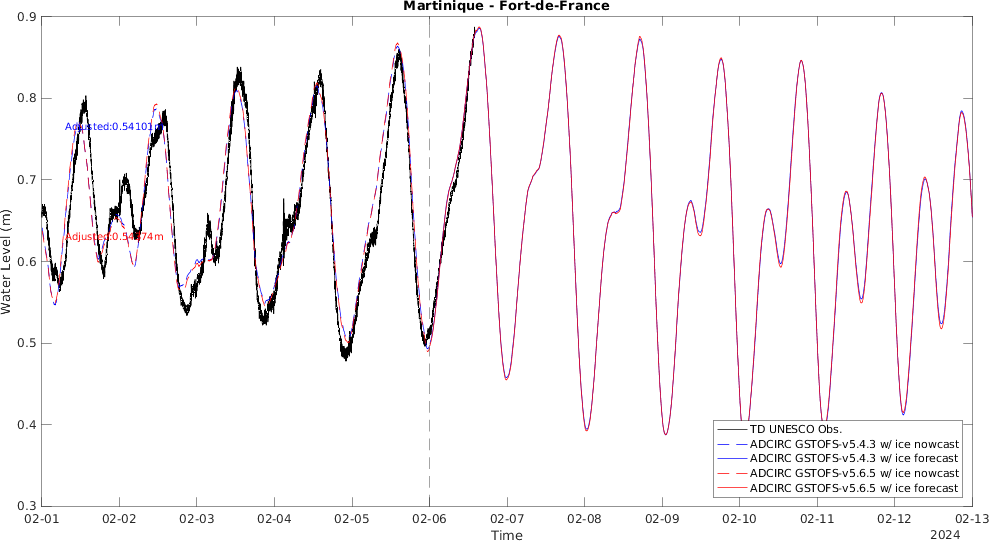 Martinique - Fort-de-France
Water Level (m)
0.9
0.8
0.7
0.6
0.5
0.4
0.3
Adjusted:0.54101
TD UNESCO Obs.
ADCIRC GSTOFS-v5.4.3 w/ ice nowcast
ADCIRC GSTOFS-v5.4.3 w/ ice forecast
ADCIRC GSTOFS-v5.6.5 w/ ice nowcast
ADCIRC GSTOFS-v5.6.5 w/ ice forecast
02-01 02-02 02-03 02-04 02-05 02-06 02-07 02-08 02-09 02-10 02-11 02-12 02-13
Time
2024